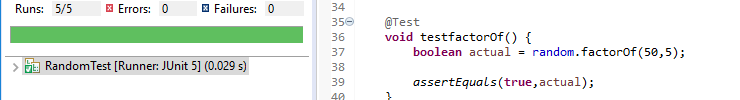 Runs: 5/5 Errors: 0 Failures: 0
RandomTest [Runner: JUnit 5] (0.029 s)
34
35 @Test
36 void testfactorOf() {
37 boolean actual = random.factorOf(50,5);
38
39 assertEquals(true,actual);
40 }